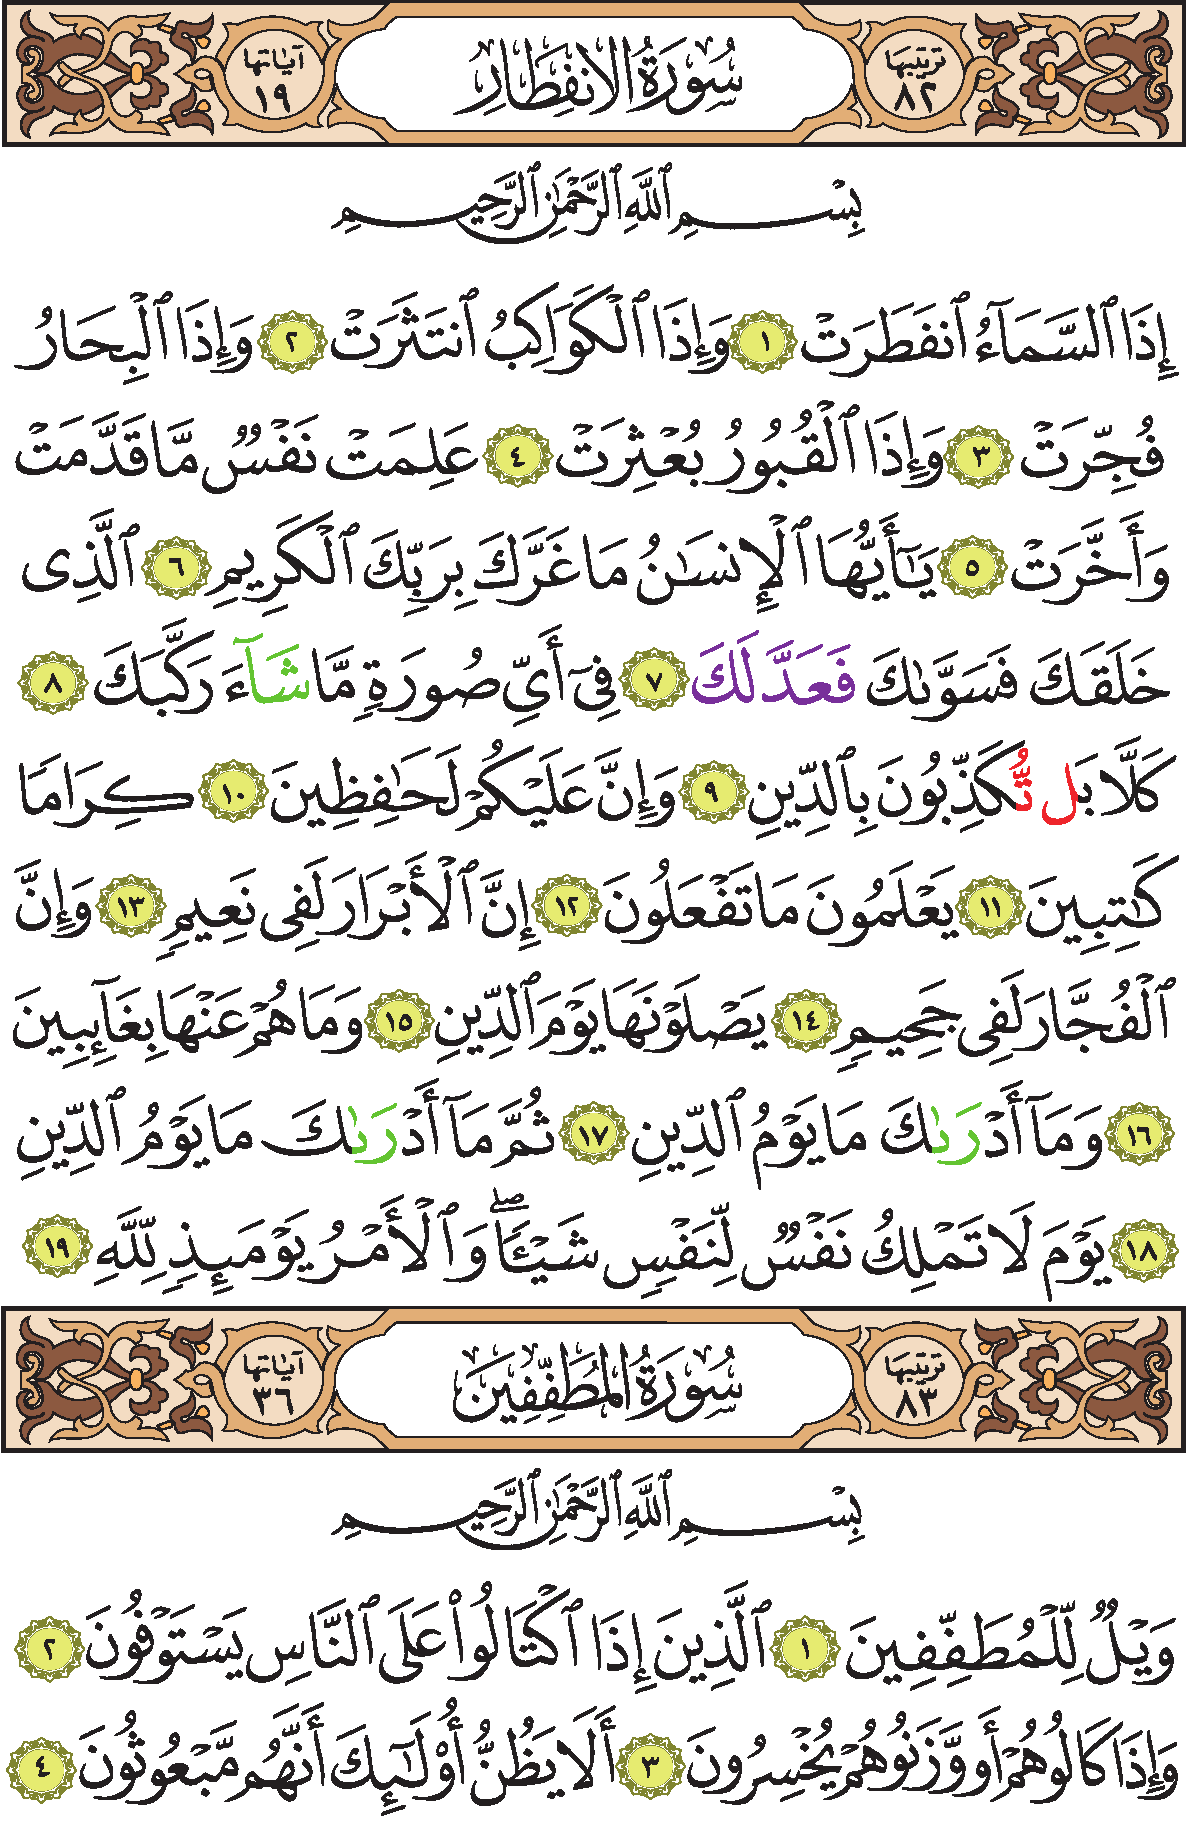 ترتيبها ٨٢ سُورَةُ الانفِطَارِ آيَاتها ١٩
بِسْمِ ٱللَّهِ ٱلرَّحْمَٰنِ ٱلرَّحِيمِ
إِذَا ٱلسَّمَآءُ ٱنفَطَرَتْ ١ وَإِذَا ٱلْكَوَاكِبُ ٱنتَثَرَتْ ٢ وَإِذَا ٱلْبِحَارُ
فُجِّرَتْ ٣ وَإِذَا ٱلْقُبُورُ بُعْثِرَتْ ٤ عَلِمَتْ نَفْسٌ مَّا قَدَّمَتْ
وَأَخَّرَتْ ٥ يَٰٓأَيُّهَا ٱلْإِنسَٰنُ مَا غَرَّكَ بِرَبِّكَ ٱلْكَرِيمِ ٦ ٱلَّذِى
خَلَقَكَ فَسَوَّىٰكَ فَعَدَّلَكَ ٧ فِىٓ أَىِّ صُورَةٍ مَّا شَآءَ رَكَّبَكَ ٨
كَلَّا بَل تُّكَذِّبُونَ بِٱلدِّينِ ٩ وَإِنَّ عَلَيْكُمْ لَحَٰفِظِينَ ١٠ كِرَامًا
كَٰتِبِينَ ١١ يَعْلَمُونَ مَا تَفْعَلُونَ ١٢ إِنَّ ٱلْأَبْرَارَ لَفِى نَعِيمٍ ١٣ وَإِنَّ
ٱلْفُجَّارَ لَفِى جَحِيمٍ ١٤ يَصْلَوْنَهَا يَوْمَ ٱلدِّينِ ١٥ وَمَا هُمْ عَنْهَا بِغَآئِبِينَ
١٦ وَمَآ أَدْرَىٰكَ مَا يَوْمُ ٱلدِّينِ ١٧ ثُمَّ مَآ أَدْرَىٰكَ مَا يَوْمُ ٱلدِّينِ
١٨ يَوْمَ لَا تَمْلِكُ نَفْسٌ لِّنَفْسٍ شَيْـًٔاۖ وَٱلْأَمْرُ يَوْمَئِذٍ لِّلَّهِ ١٩
ترتيبها ٨٣ سُورَةُ المُطَفِّفِينَ آيَاتها ٣٦
بِسْمِ ٱللَّهِ ٱلرَّحْمَٰنِ ٱلرَّحِيمِ
وَيْلٌ لِّلْمُطَفِّفِينَ ١ ٱلَّذِينَ إِذَا ٱكْتَالُوا۟ عَلَى ٱلنَّاسِ يَسْتَوْفُونَ ٢
وَإِذَا كَالُوهُمْ أَو وَّزَنُوهُمْ يُخْسِرُونَ ٣ أَلَا يَظُنُّ أُو۟لَٰٓئِكَ أَنَّهُم مَّبْعُوثُونَ ٤